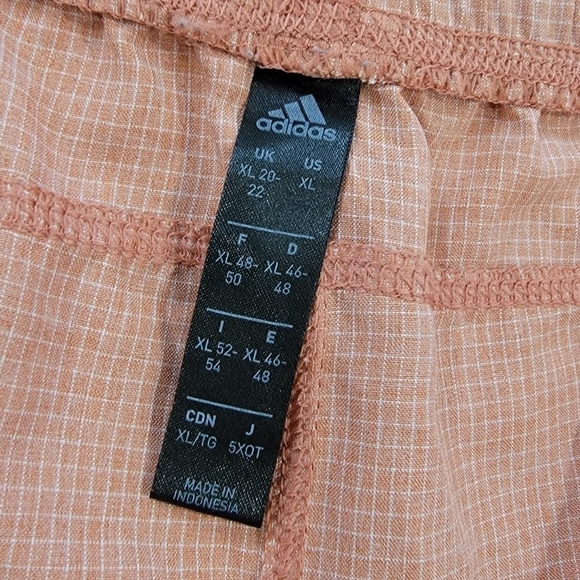 adidas
UK US
XL 20- XL
22
F D
XL 48- XL 46-
50 48
I E
XL 52- XL 46-
54 48
CDN J
XL/TG 5XOT
MADE IN
INDONESIA